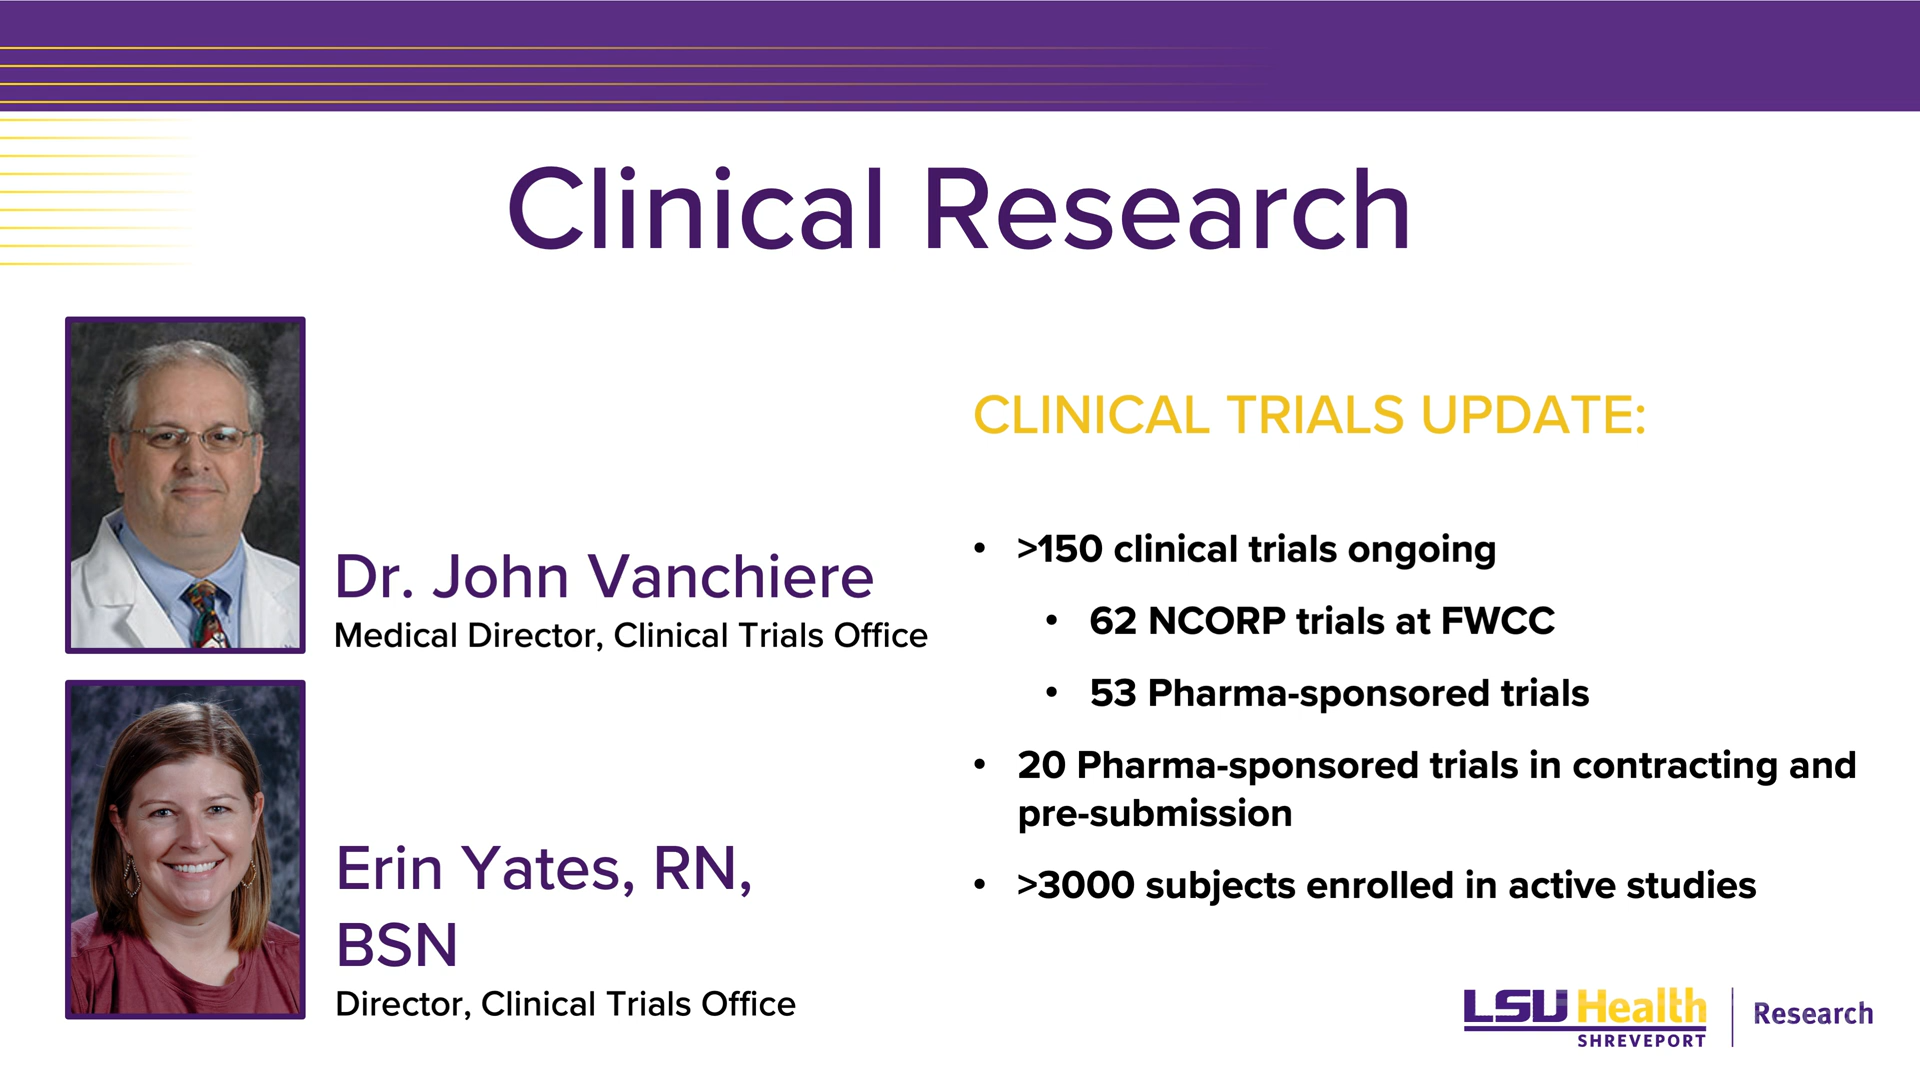 Clinical Research
Dr. John Vanchiere
Medical Director, Clinical Trials Office
Erin Yates, RN,
BSN
Director, Clinical Trials Office
CLINICAL TRIALS UPDATE:
• >150 clinical trials ongoing
• 62 NCORP trials at FWCC
• 53 Pharma-sponsored trials
• 20 Pharma-sponsored trials in contracting and
pre-submission
• >3000 subjects enrolled in active studies
LSU Health
SHREVEPORT
Research